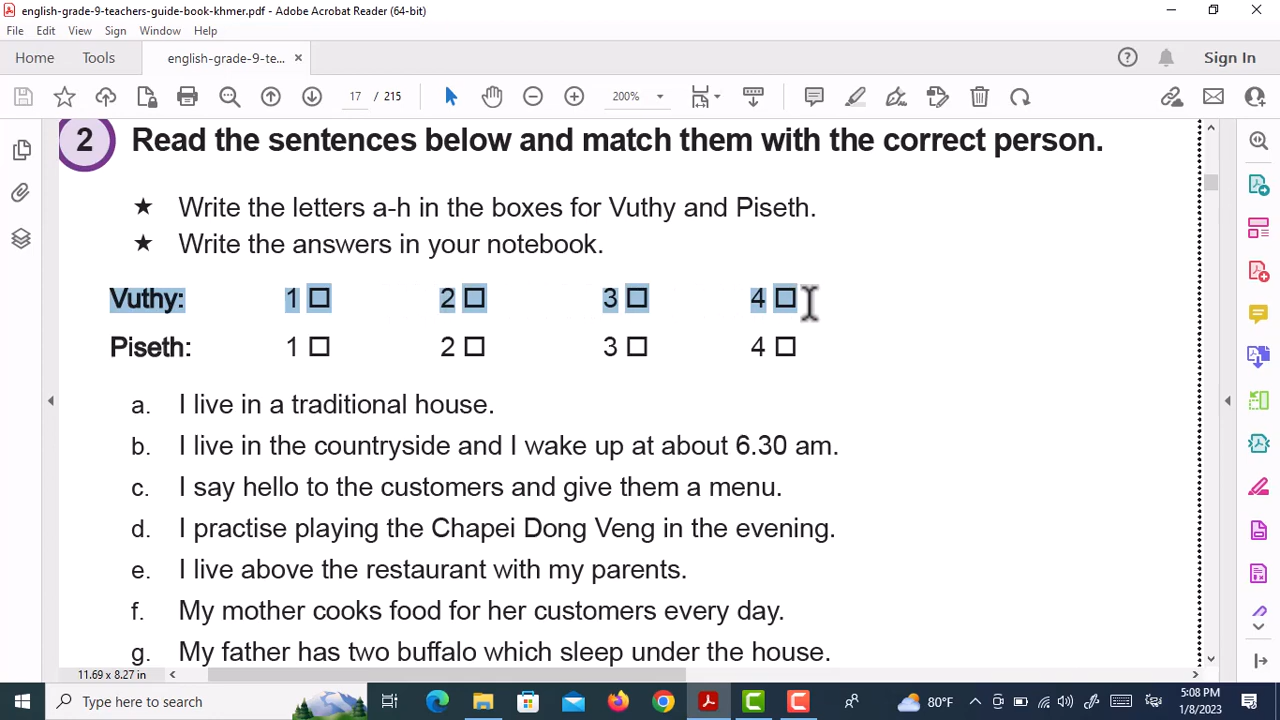 english-grade-9-teachers-guide-book-khmer.pdf - Adobe Acrobat Reader (64-bit)
File Edit View Sign Window Help
Home Tools english-grade-9-te... × Sign In
17 / 215 200%
2 Read the sentences below and match them with the correct person.
★ Write the letters a-h in the boxes for Vuthy and Piseth.
★ Write the answers in your notebook.
Vuthy: 1 □ 2 □ 3 □ 4 □
Piseth: 1 □ 2 □ 3 □ 4 □
a. I live in a traditional house.
b. I live in the countryside and I wake up at about 6.30 am.
c. I say hello to the customers and give them a menu.
d. I practise playing the Chapei Dong Veng in the evening.
e. I live above the restaurant with my parents.
f. My mother cooks food for her customers every day.
g. My father has two buffalo which sleep under the house.
11.69 x 8.27 in
Type here to search 80°F 5:08 PM
1/8/2023